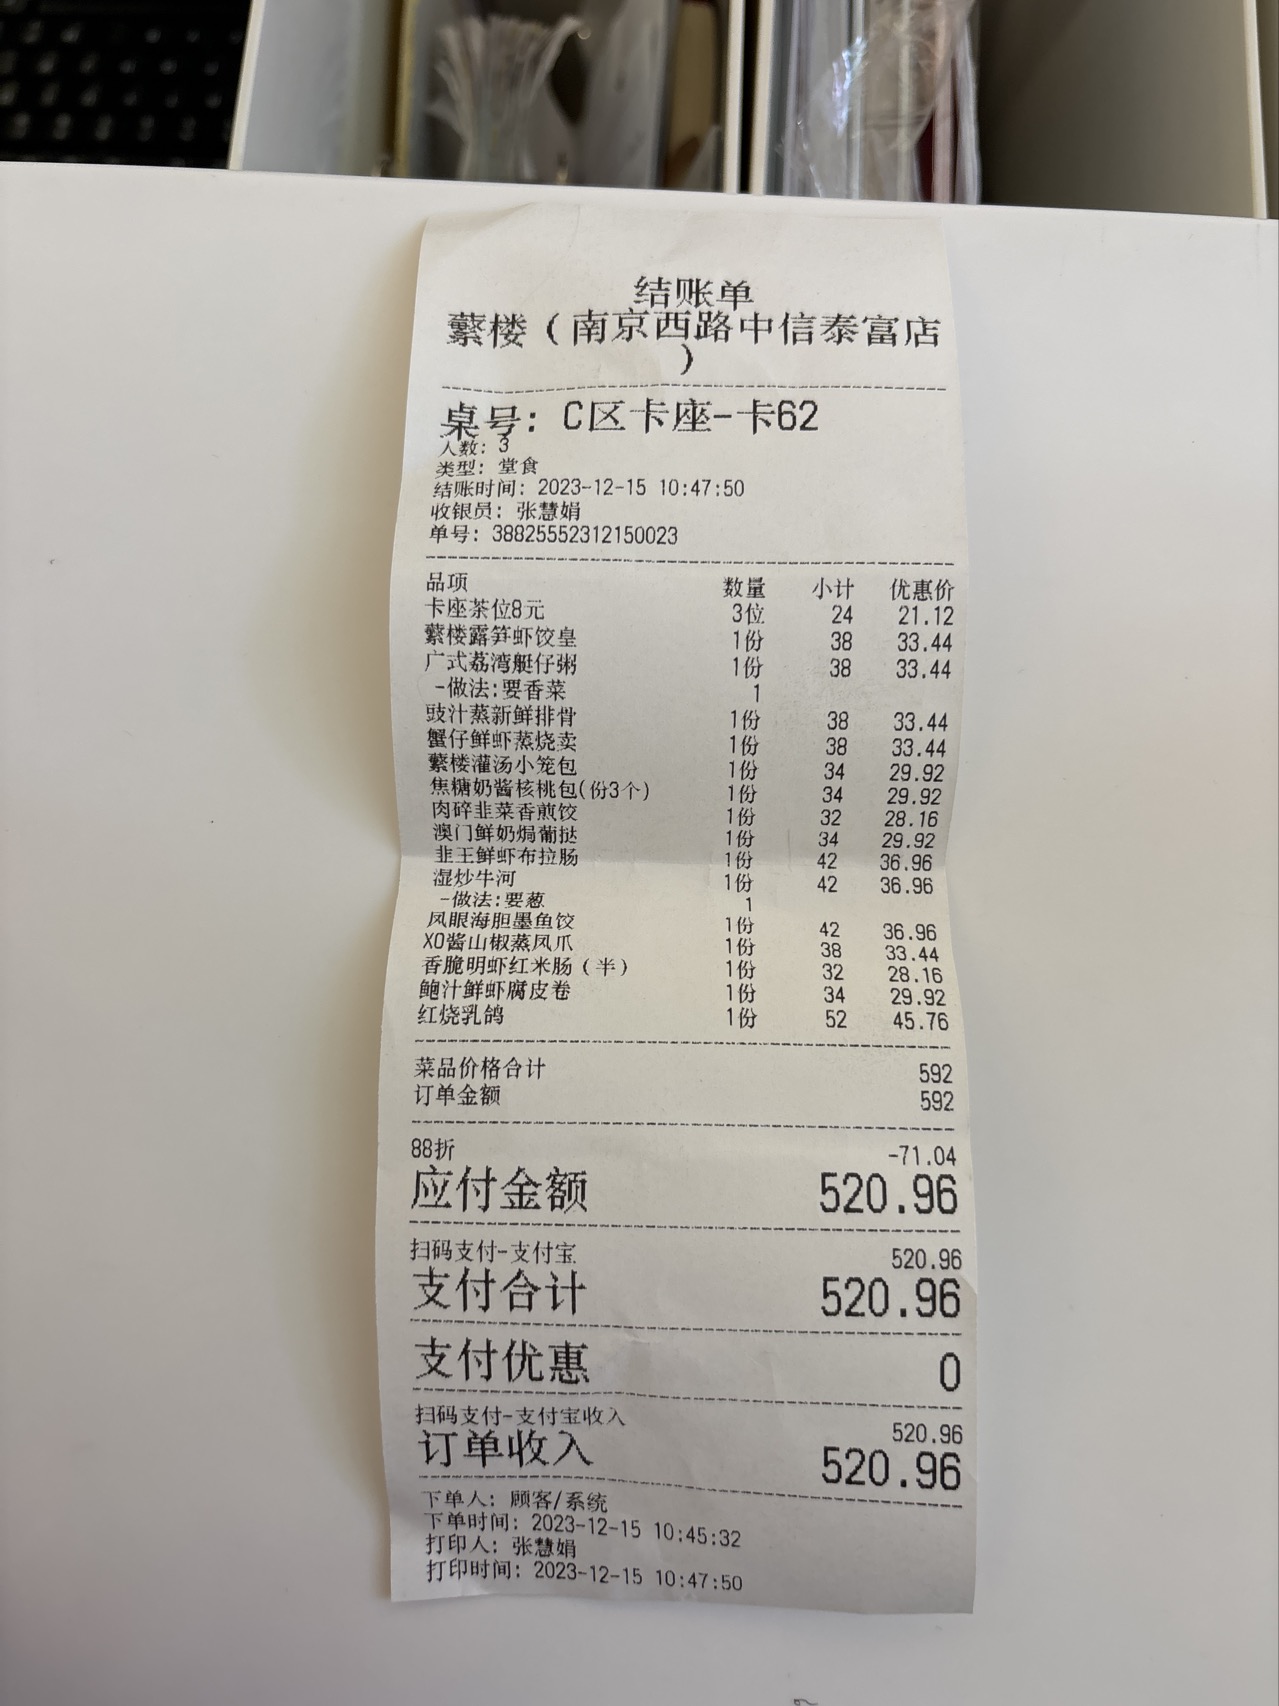 结账单
蘩楼（南京西路中信泰富店
）
桌号: C区卡座-卡62
人数: 3
类型: 堂食
结账时间: 2023-12-15 10:47:50
收银员: 张慧娟
单号: 38825552312150023
品项 数量 小计 优惠价
卡座茶位8元 3位 24 21.12
蘩楼露笋虾饺皇 1份 38 33.44
广式荔湾艇仔粥 1份 38 33.44
-做法:要香菜 1
豉汁蒸新鲜排骨 1份 38 33.44
蟹仔鲜虾蒸烧卖 1份 38 33.44
蘩楼灌汤小笼包 1份 34 29.92
焦糖奶酱核桃包(份3个) 1份 34 29.92
肉碎韭菜香煎饺 1份 32 28.16
澳门鲜奶焗葡挞 1份 34 29.92
韭王鲜虾布拉肠 1份 42 36.96
湿炒牛河 1份 42 36.96
-做法:要葱 1
凤眼海胆墨鱼饺 1份 42 36.96
XO酱山椒蒸凤爪 1份 38 33.44
香脆明虾红米肠（半） 1份 32 28.16
鲍汁鲜虾腐皮卷 1份 34 29.92
红烧乳鸽 1份 52 45.76
菜品价格合计 592
订单金额 592
88折 -71.04
应付金额 520.96
扫码支付-支付宝 520.96
支付合计 520.96
支付优惠 0
扫码支付-支付宝收入 520.96
订单收入 520.96
下单人: 顾客/系统
下单时间: 2023-12-15 10:45:32
打印人: 张慧娟
打印时间: 2023-12-15 10:47:50